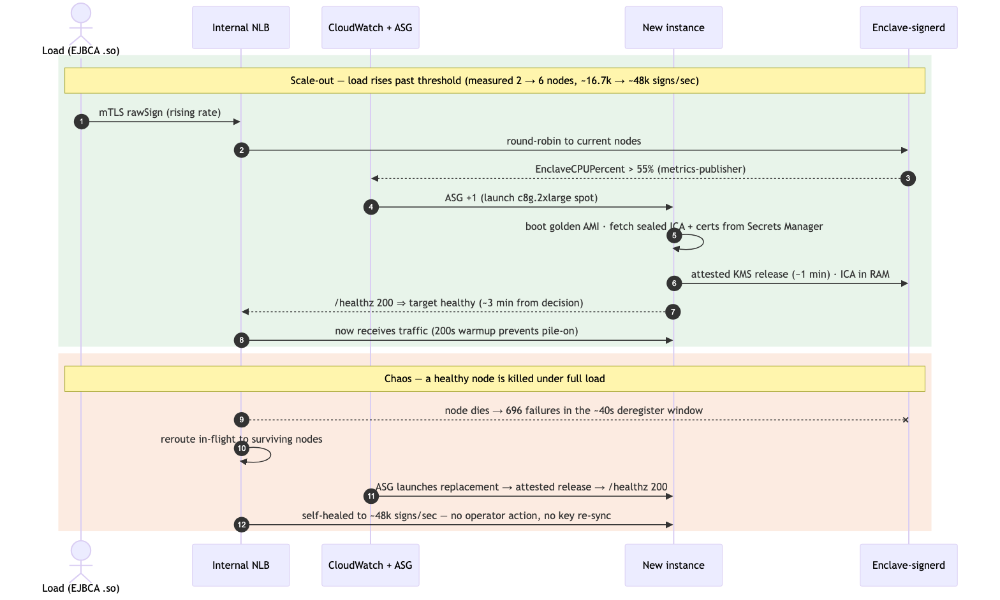 Load (EJBCA .so)
Internal NLB
CloudWatch + ASG
New instance
Enclave-signerd
Scale-out — load rises past threshold (measured 2 → 6 nodes, ~16.7k → ~48k signs/sec)
1 mTLS rawSign (rising rate)
2 round-robin to current nodes
EnclaveCPUPercent > 55% (metrics-publisher) 3
4 ASG +1 (launch c8g.2xlarge spot)
boot golden AMI · fetch sealed ICA + certs from Secrets Manager
5
6 attested KMS release (~1 min) · ICA in RAM
/healthz 200 ⇒ target healthy (~3 min from decision) 7
8 now receives traffic (200s warmup prevents pile-on)
Chaos — a healthy node is killed under full load
9 node dies → 696 failures in the ~40s deregister window
reroute in-flight to surviving nodes
10
11 ASG launches replacement → attested release → /healthz 200
12 self-healed to ~48k signs/sec — no operator action, no key re-sync
Load (EJBCA .so)
Internal NLB
CloudWatch + ASG
New instance
Enclave-signerd